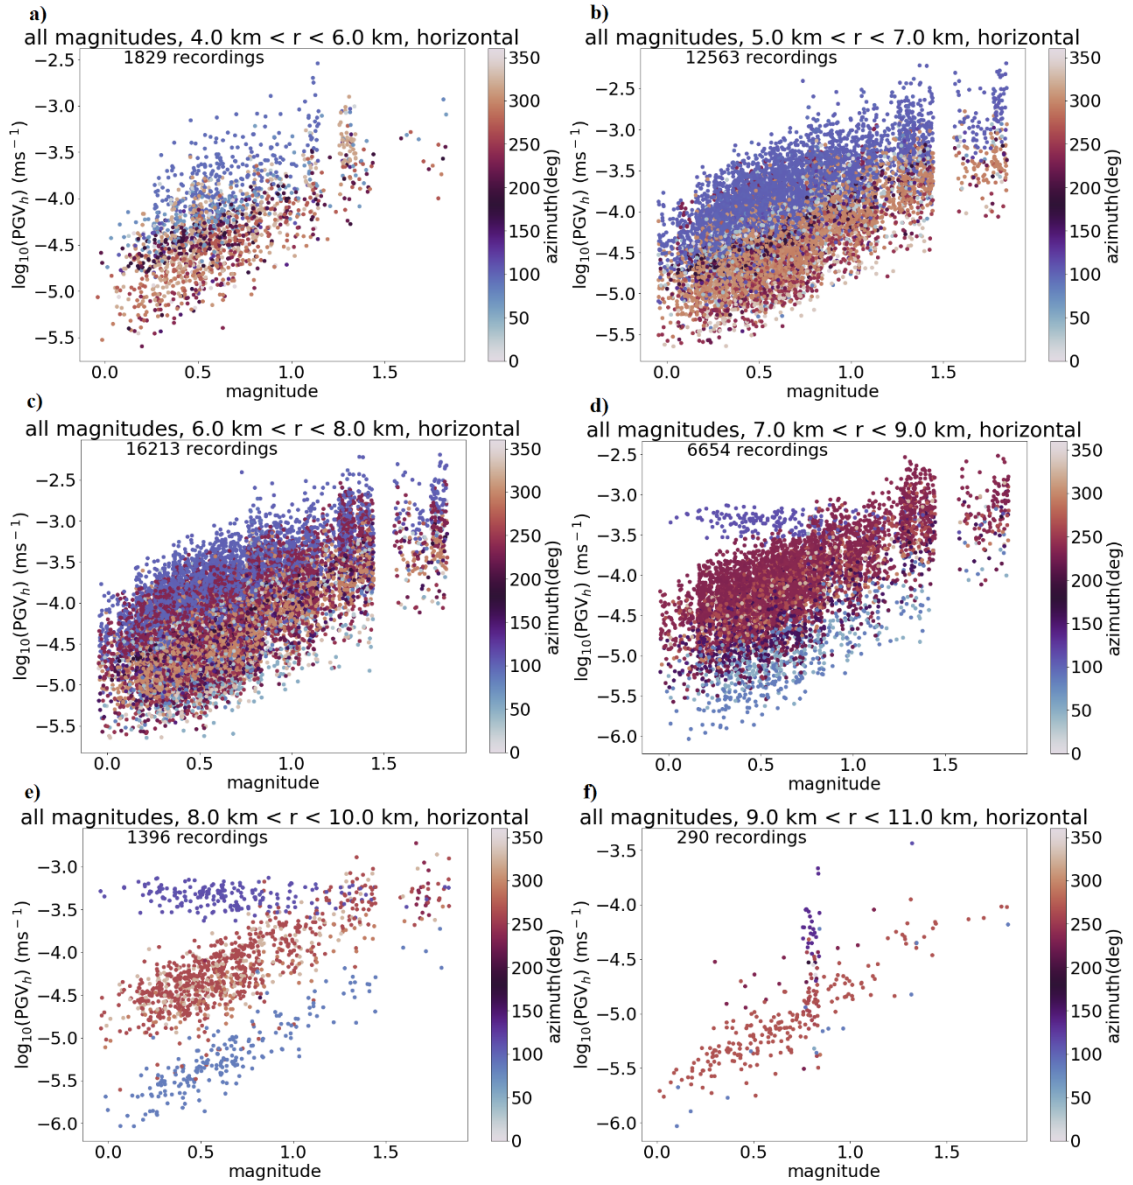 a)
all magnitudes, 4.0 km < r < 6.0 km, horizontal
1829 recordings
−2.5
−3.0
−3.5
−4.0
−4.5
−5.0
−5.5
log₁₀(PGVₕ) (ms⁻¹)
0.0 0.5 1.0 1.5
magnitude
350
300
250
200
150
100
50
0
azimuth(deg)
b)
all magnitudes, 5.0 km < r < 7.0 km, horizontal
12563 recordings
−2.5
−3.0
−3.5
−4.0
−4.5
−5.0
−5.5
log₁₀(PGVₕ) (ms⁻¹)
0.0 0.5 1.0 1.5
magnitude
350
300
250
200
150
100
50
0
azimuth(deg)
c)
all magnitudes, 6.0 km < r < 8.0 km, horizontal
16213 recordings
−2.5
−3.0
−3.5
−4.0
−4.5
−5.0
−5.5
log₁₀(PGVₕ) (ms⁻¹)
0.0 0.5 1.0 1.5
magnitude
350
300
250
200
150
100
50
0
azimuth(deg)
d)
all magnitudes, 7.0 km < r < 9.0 km, horizontal
6654 recordings
−2.5
−3.0
−3.5
−4.0
−4.5
−5.0
−5.5
−6.0
log₁₀(PGVₕ) (ms⁻¹)
0.0 0.5 1.0 1.5
magnitude
350
300
250
200
150
100
50
0
azimuth(deg)
e)
all magnitudes, 8.0 km < r < 10.0 km, horizontal
1396 recordings
−3.0
−3.5
−4.0
−4.5
−5.0
−5.5
−6.0
log₁₀(PGVₕ) (ms⁻¹)
0.0 0.5 1.0 1.5
magnitude
350
300
250
200
150
100
50
0
azimuth(deg)
f)
all magnitudes, 9.0 km < r < 11.0 km, horizontal
290 recordings
−3.5
−4.0
−4.5
−5.0
−5.5
−6.0
log₁₀(PGVₕ) (ms⁻¹)
0.0 0.5 1.0 1.5
magnitude
350
300
250
200
150
100
50
0
azimuth(deg)